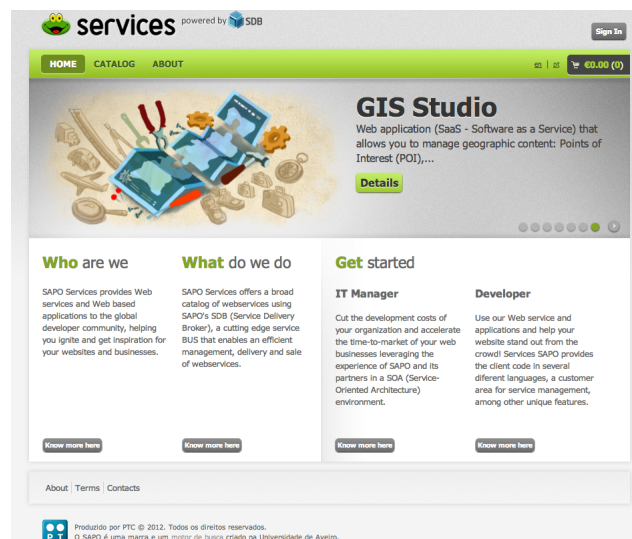 services powered by SDB
Sign In
HOME CATALOG ABOUT
en | pt €0.00 (0)
GIS Studio
Web application (SaaS - Software as a Service) that
allows you to manage geographic content: Points of
Interest (POI),...
Details
Who are we
SAPO Services provides Web
services and Web based
applications to the global
developer community, helping
you ignite and get inspiration for
your websites and businesses.
Know more here
What do we do
SAPO Services offers a broad
catalog of webservices using
SAPO's SDB (Service Delivery
Broker), a cutting edge service
BUS that enables an efficient
management, delivery and sale
of webservices.
Know more here
Get started
IT Manager
Cut the development costs of
your organization and accelerate
the time-to-market of your web
businesses leveraging the
experience of SAPO and its
partners in a SOA (Service-
Oriented Architecture)
environment.
Know more here
Developer
Use our Web service and
applications and help your
website stand out from the
crowd! Services SAPO provides
the client code in several
diferent languages, a customer
area for service management,
among other unique features.
Know more here
About | Terms | Contacts
PT
Produzido por PTC © 2012. Todos os direitos reservados.
O SAPO é uma marca e um motor de busca criado na Universidade de Aveiro.